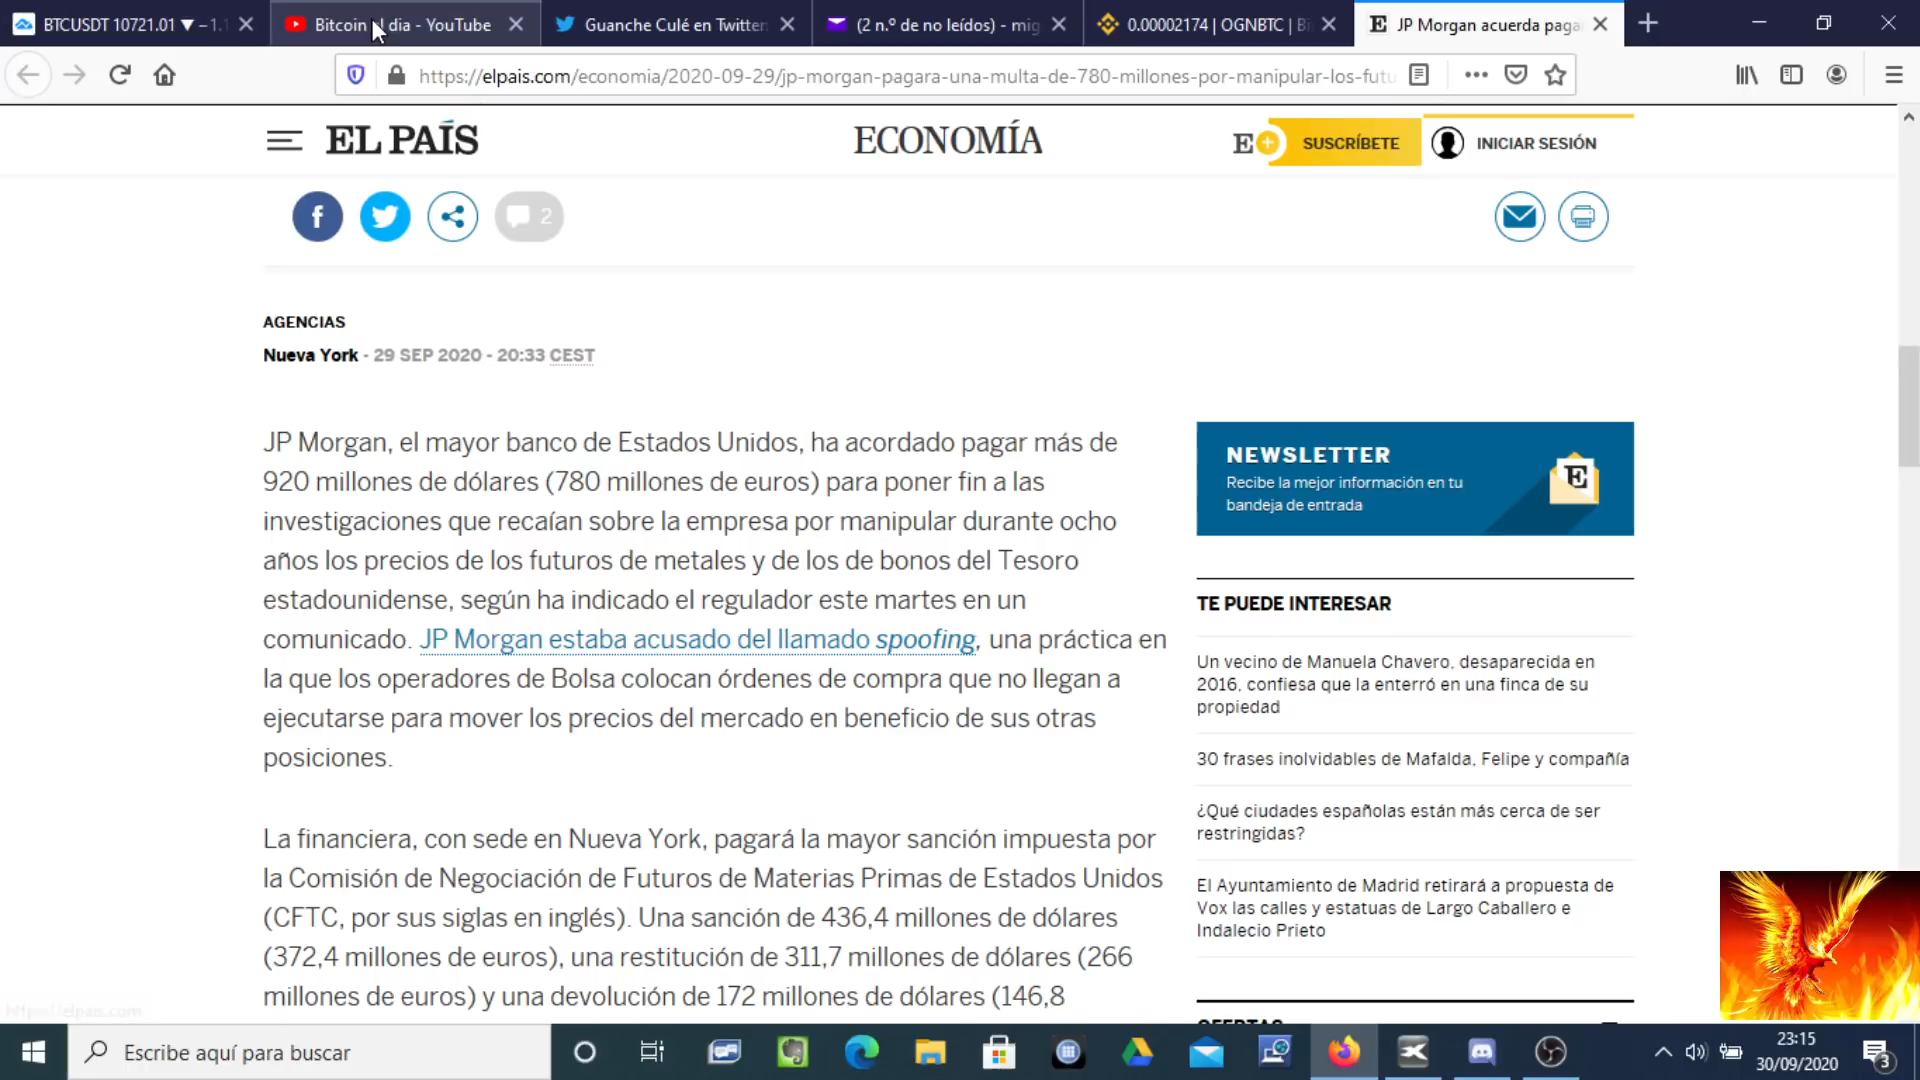 BTCUSDT 10721.01 ▼ −1.1
Bitcoin al dia - YouTube
Guanche Culé en Twitter:
(2 n.º de no leídos) - mig
0.00002174 | OGNBTC | Bi
JP Morgan acuerda paga
https://elpais.com/economia/2020-09-29/jp-morgan-pagara-una-multa-de-780-millones-por-manipular-los-futu
EL PAÍS
ECONOMÍA
E+
SUSCRÍBETE
INICIAR SESIÓN
2
AGENCIAS
Nueva York - 29 SEP 2020 - 20:33 CEST
JP Morgan, el mayor banco de Estados Unidos, ha acordado pagar más de
920 millones de dólares (780 millones de euros) para poner fin a las
investigaciones que recaían sobre la empresa por manipular durante ocho
años los precios de los futuros de metales y de los de bonos del Tesoro
estadounidense, según ha indicado el regulador este martes en un
comunicado. JP Morgan estaba acusado del llamado spoofing, una práctica en
la que los operadores de Bolsa colocan órdenes de compra que no llegan a
ejecutarse para mover los precios del mercado en beneficio de sus otras
posiciones.
La financiera, con sede en Nueva York, pagará la mayor sanción impuesta por
la Comisión de Negociación de Futuros de Materias Primas de Estados Unidos
(CFTC, por sus siglas en inglés). Una sanción de 436,4 millones de dólares
(372,4 millones de euros), una restitución de 311,7 millones de dólares (266
millones de euros) y una devolución de 172 millones de dólares (146,8
NEWSLETTER
Recibe la mejor información en tu
bandeja de entrada
E
TE PUEDE INTERESAR
Un vecino de Manuela Chavero, desaparecida en
2016, confiesa que la enterró en una finca de su
propiedad
30 frases inolvidables de Mafalda, Felipe y compañía
¿Qué ciudades españolas están más cerca de ser
restringidas?
El Ayuntamiento de Madrid retirará a propuesta de
Vox las calles y estatuas de Largo Caballero e
Indalecio Prieto
OFERTAS
https://elpais.com
Escribe aquí para buscar
23:15
30/09/2020
3